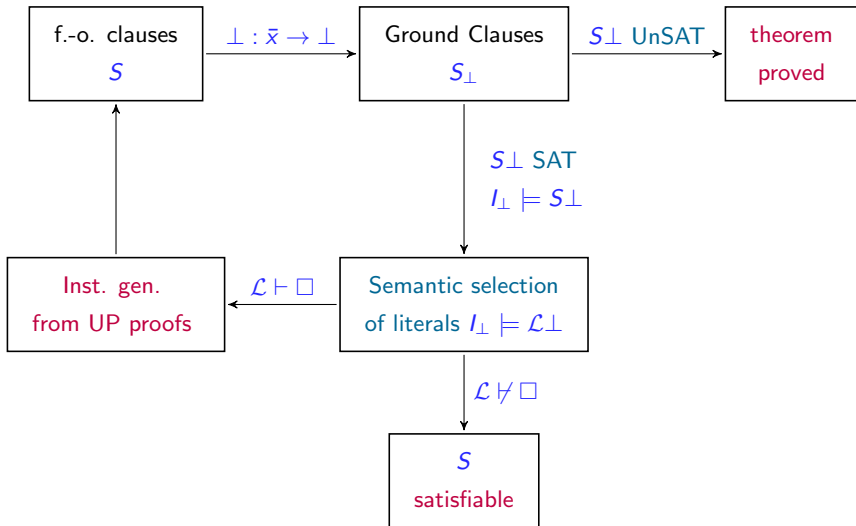 f.-o. clauses
S
⊥ : x̄ → ⊥
Ground Clauses
S⊥
S⊥ UnSAT
theorem
proved
S⊥ SAT
I⊥ ⊨ S⊥
Inst. gen.
from UP proofs
ℒ ⊢ □
Semantic selection
of literals I⊥ ⊨ ℒ⊥
ℒ ⊬ □
S
satisfiable